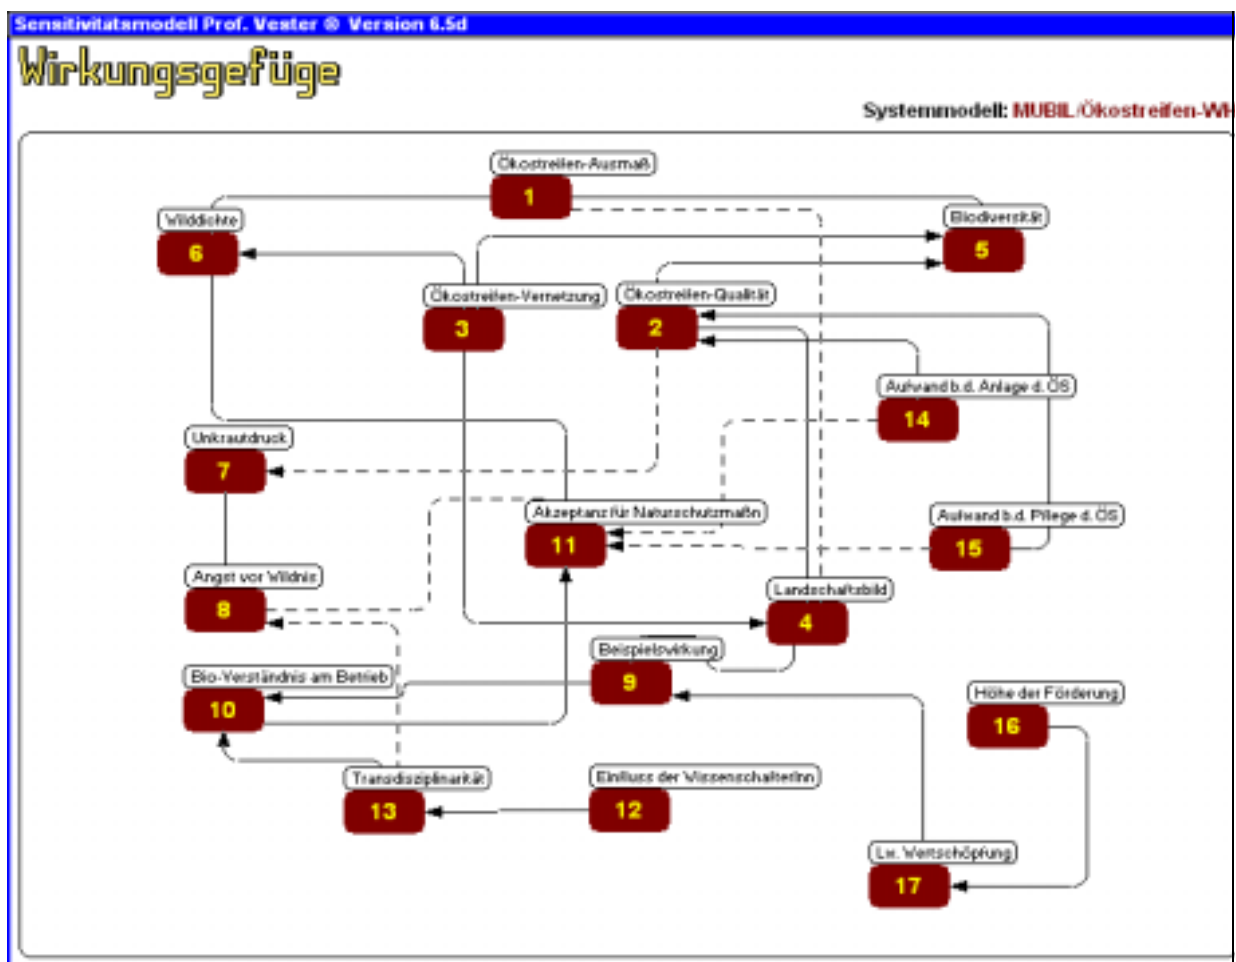 Sensitivitätsmodell Prof. Vester ® Version 6.5d
Wirkungsgefüge
Systemmodell: MUBIL/Ökostreifen-WH
Ökostreifen-Ausmaß
1
Wilddichte
6
Biodiversität
5
Ökostreifen-Vernetzung
3
Ökostreifen-Qualität
2
Aufwand b.d. Anlage d. ÖS
14
Unkrautdruck
7
Akzeptanz für Naturschutzmaßn
11
Aufwand b.d. Pflege d. ÖS
15
Angst vor Wildnis
8
Landschaftsbild
4
Beispielswirkung
9
Bio-Verständnis am Betrieb
10
Höhe der Förderung
16
Transdisziplinarität
13
Einfluss der WissenschafterInn
12
Lw. Wertschöpfung
17